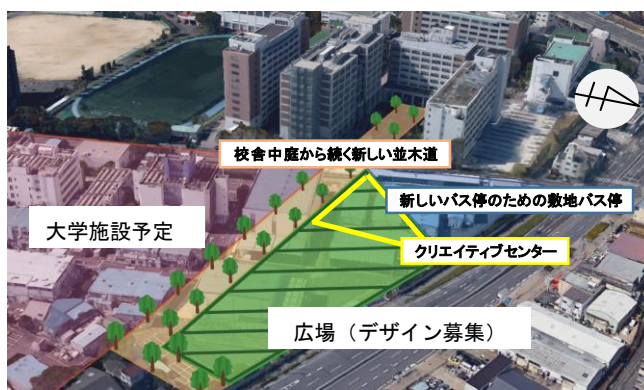 校舎中庭から続く新しい並木道
新しいバス停のための敷地バス停
大学施設予定
クリエイティブセンター
広場（デザイン募集）